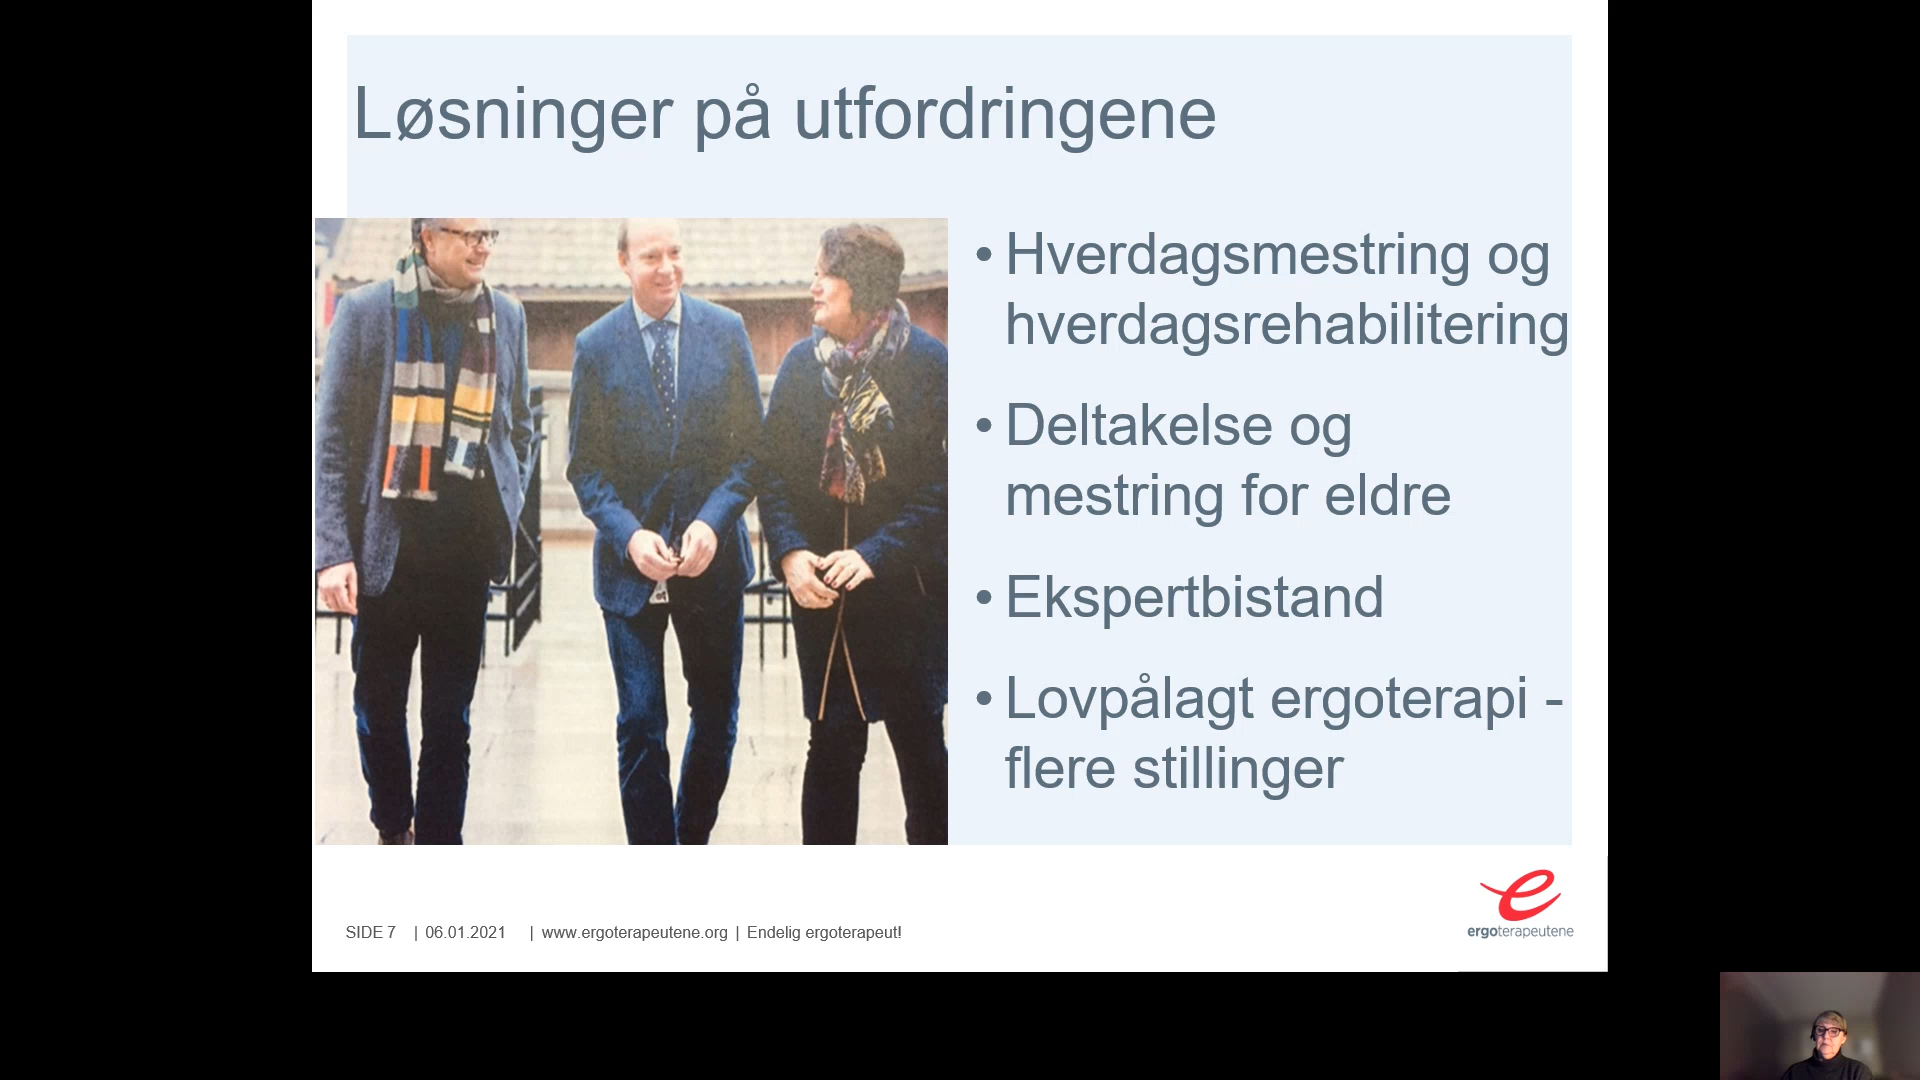 Løsninger på utfordringene
• Hverdagsmestring og
hverdagsrehabilitering
• Deltakelse og
mestring for eldre
• Ekspertbistand
• Lovpålagt ergoterapi -
flere stillinger
SIDE 7 | 06.01.2021 | www.ergoterapeutene.org | Endelig ergoterapeut!
ergoterapeutene